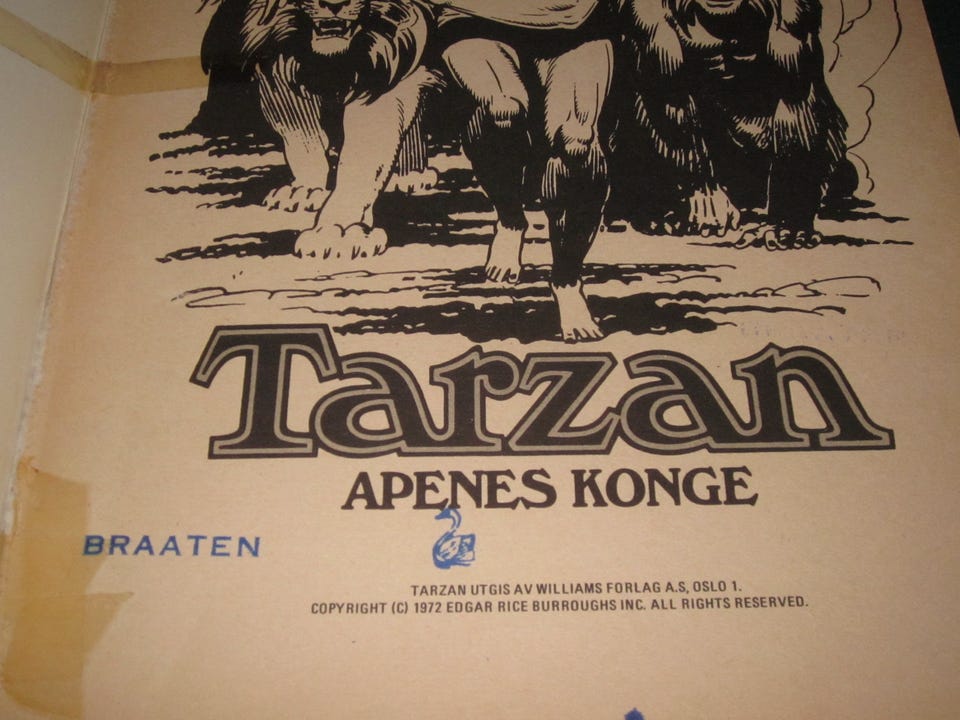 Tarzan
APENES KONGE
BRAATEN
TARZAN UTGIS AV WILLIAMS FORLAG A.S, OSLO 1.
COPYRIGHT (C) 1972 EDGAR RICE BURROUGHS INC. ALL RIGHTS RESERVED.